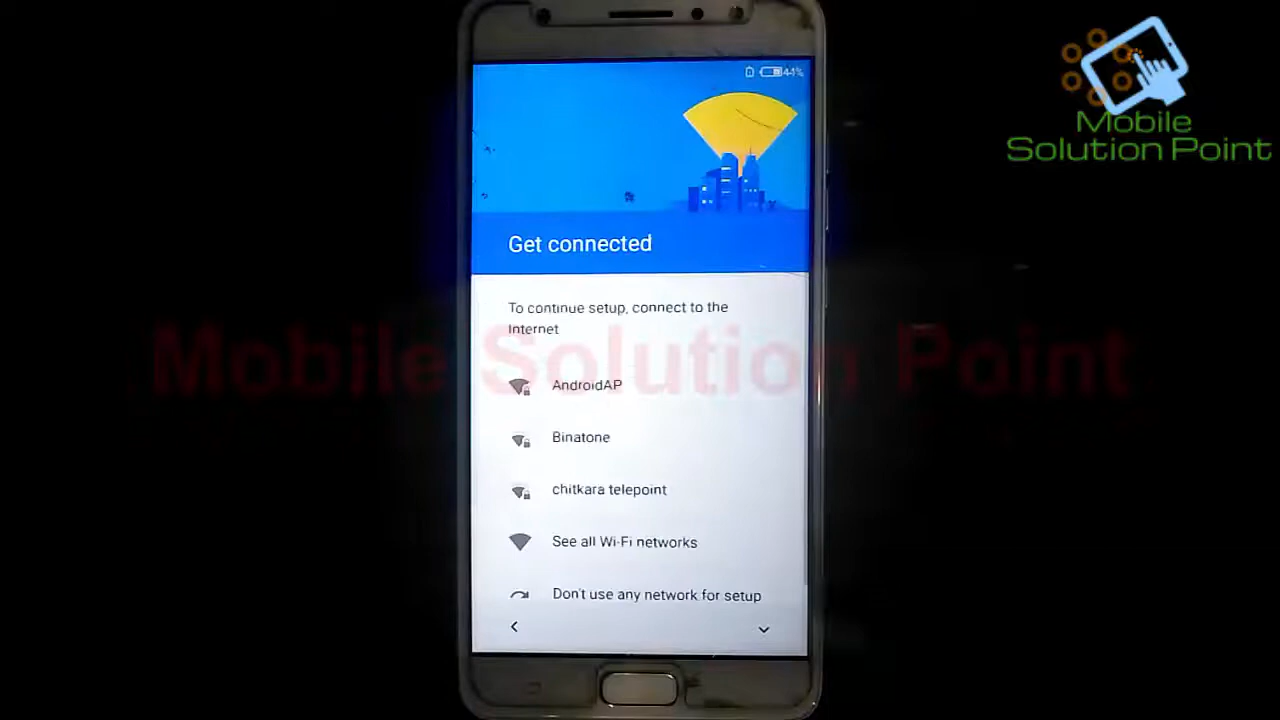 44%
Mobile
Solution Point
Get connected
To continue setup, connect to the
Internet
Mobile Solution Point
AndroidAP
Binatone
chitkara telepoint
See all Wi-Fi networks
Don't use any network for setup